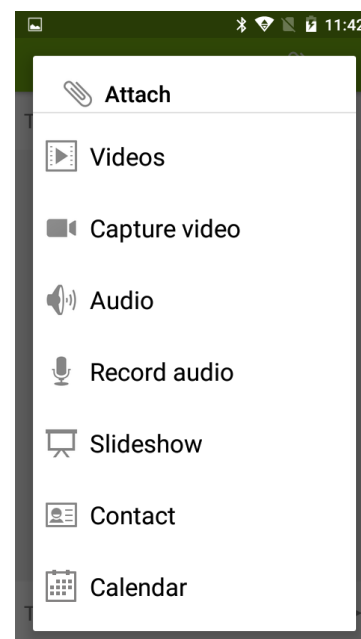 11:42
Attach
Videos
Capture video
Audio
Record audio
Slideshow
Contact
Calendar